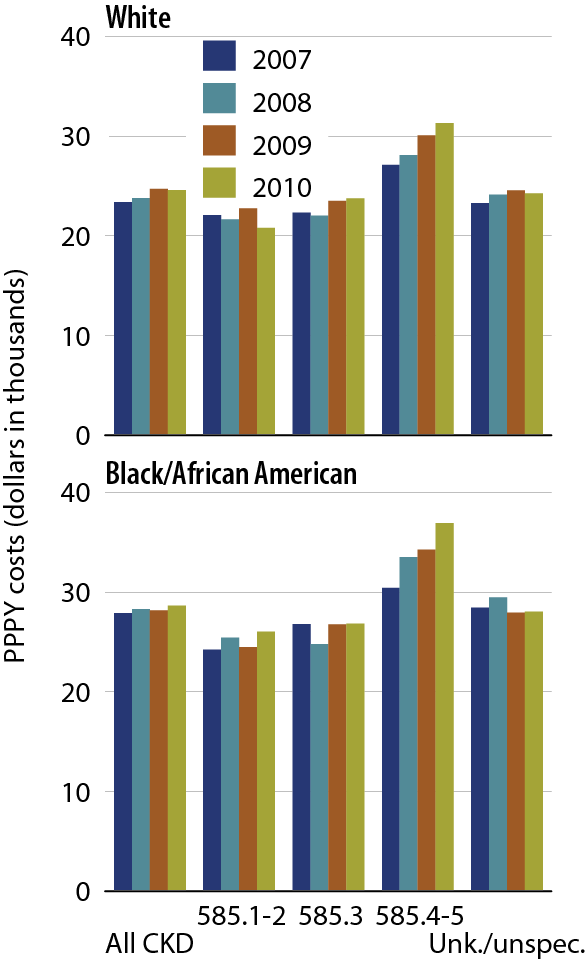 White
40
30
20
10
0
2007
2008
2009
2010
PPPY costs (dollars in thousands)
Black/African American
40
30
20
10
0
585.1-2 585.3 585.4-5
All CKD Unk./unspec.